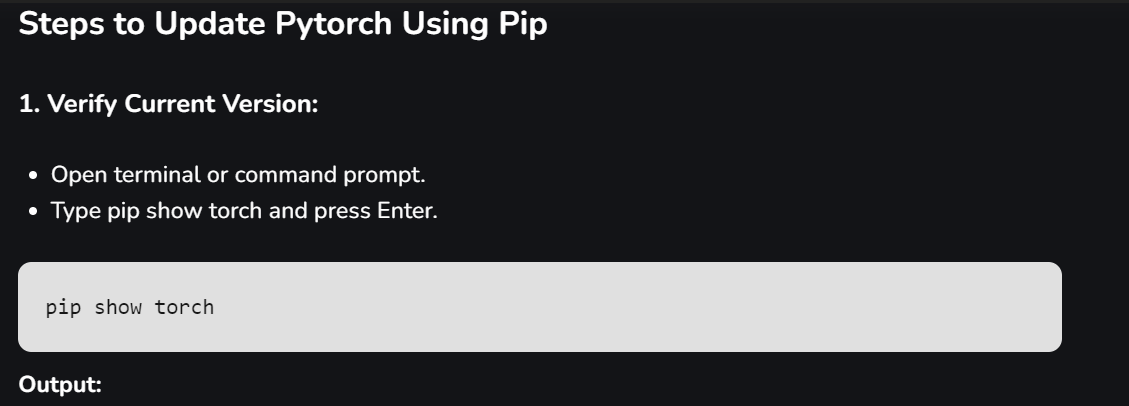 Steps to Update Pytorch Using Pip
1. Verify Current Version:
• Open terminal or command prompt.
• Type pip show torch and press Enter.
pip show torch
Output: